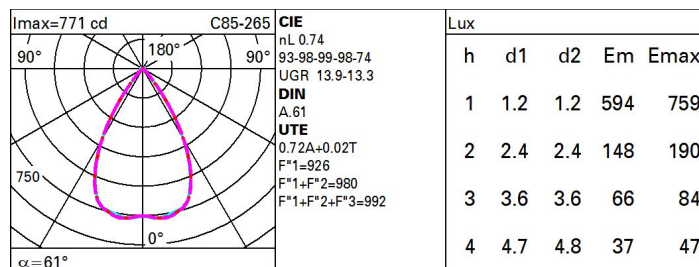 Imax=771 cd C85-265
90° 180° 90°
750
0°
α=61°
CIE
nL 0.74
93-98-99-98-74
UGR 13.9-13.3
DIN
A.61
UTE
0.72A+0.02T
F"1=926
F"1+F"2=980
F"1+F"2+F"3=992
Lux
h d1 d2 Em Emax
1 1.2 1.2 594 759
2 2.4 2.4 148 190
3 3.6 3.6 66 84
4 4.7 4.8 37 47